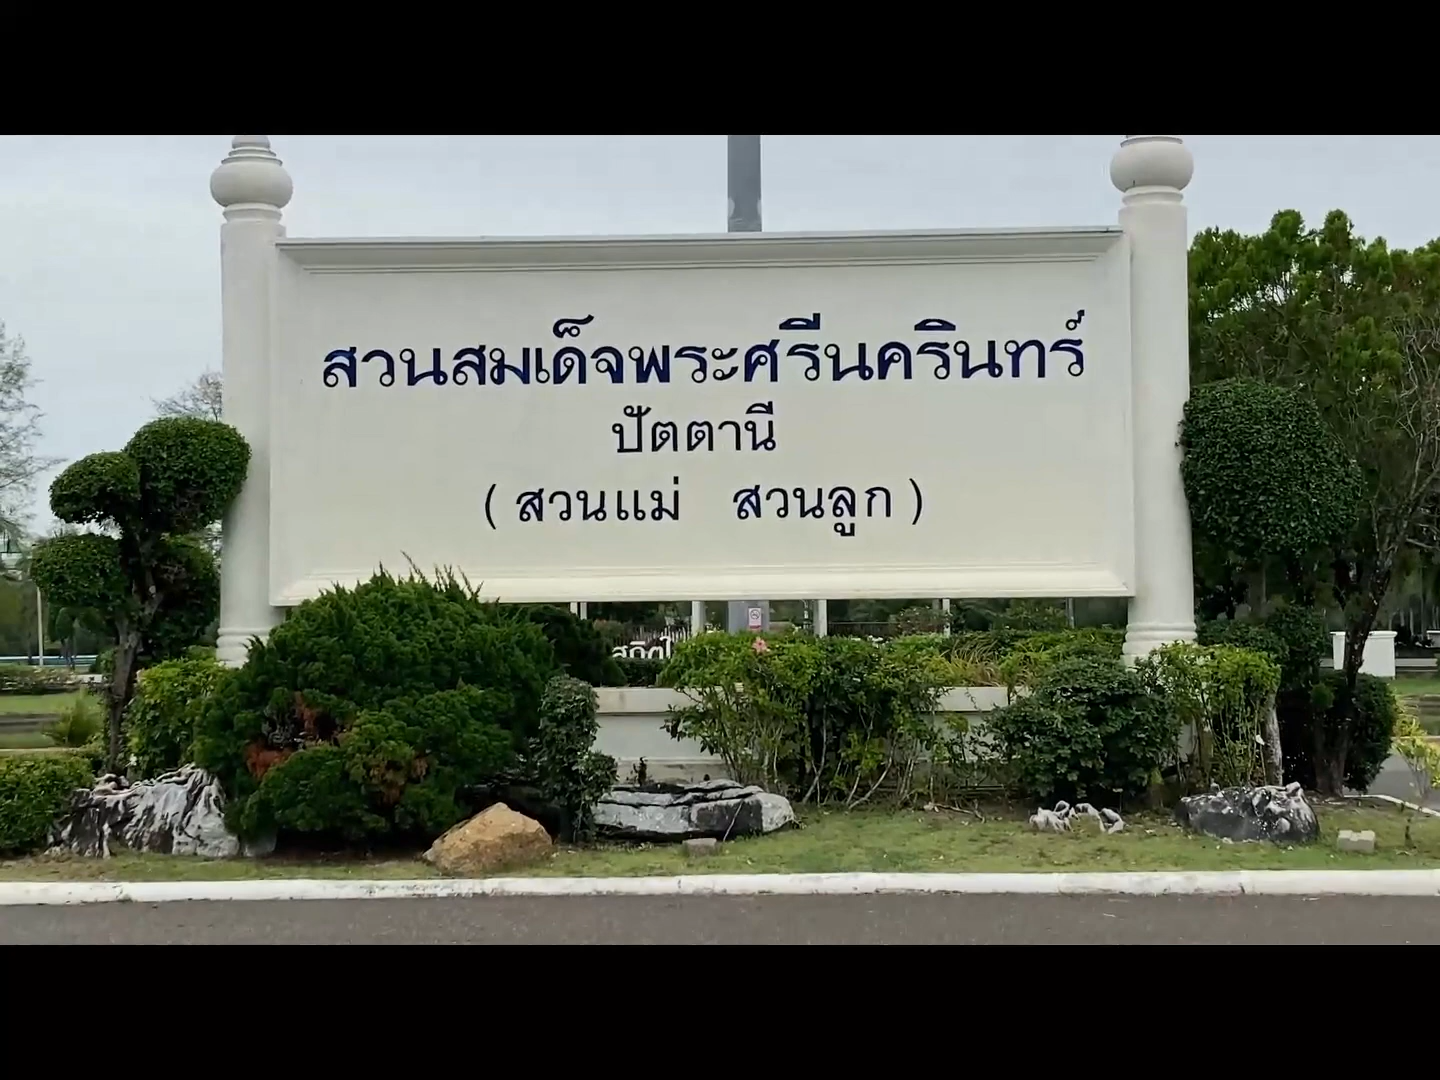 สวนสมเด็จพระศรีนครินทร์
ปัตตานี
( สวนแม่ สวนลูก )